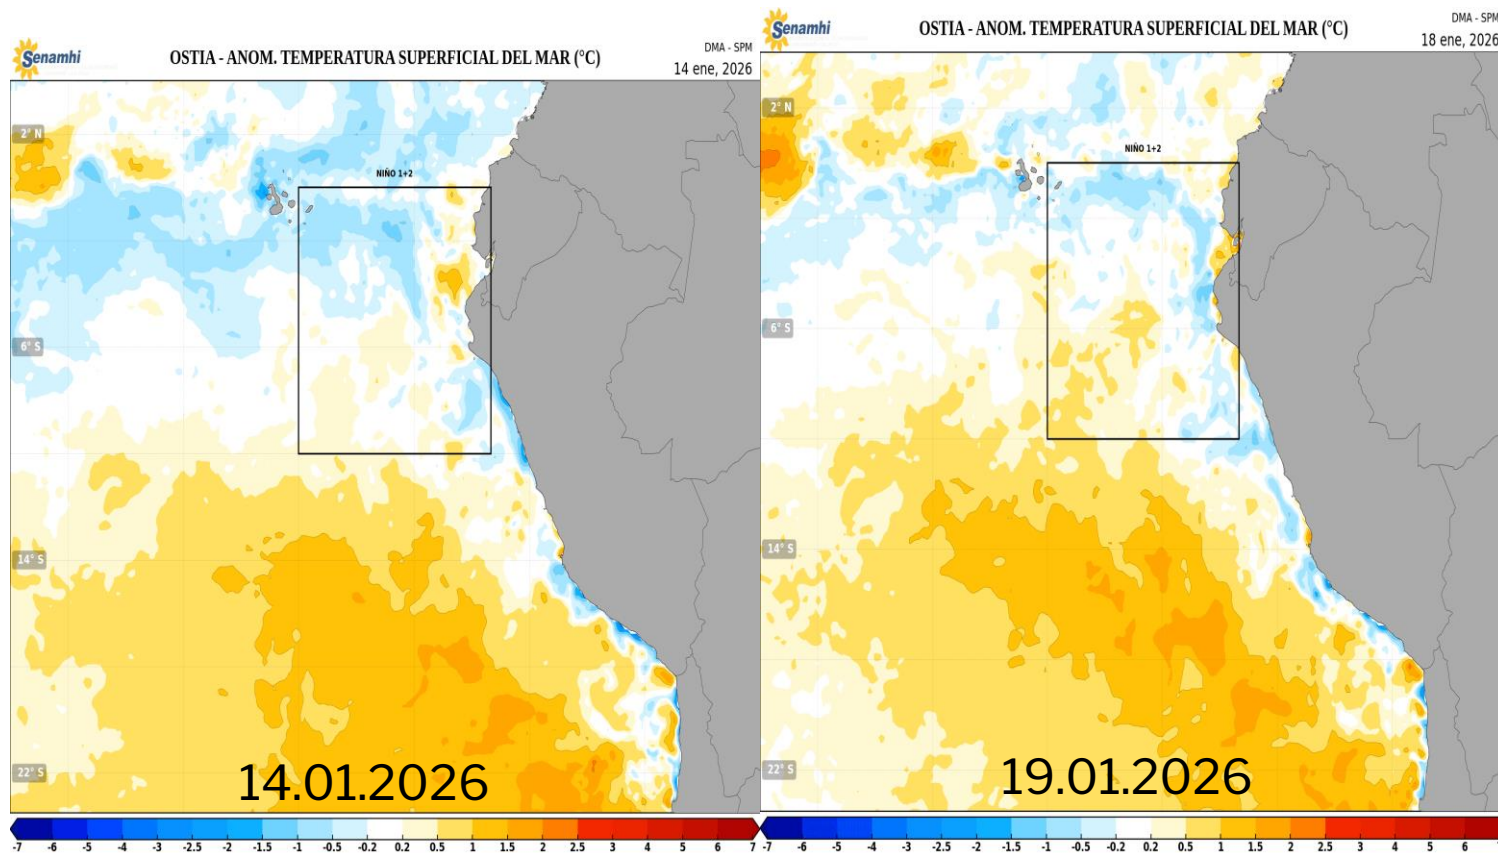 Senamhi
OSTIA - ANOM. TEMPERATURA SUPERFICIAL DEL MAR (°C)
DMA - SPM
14 ene, 2026
2° N
NIÑO 1+2
6° S
14° S
22° S
14.01.2026
-7 -6 -5 -4 -3 -2.5 -2 -1.5 -1 -0.5 -0.2 0.2 0.5 1 1.5 2 2.5 3 4 5 6 7
Senamhi
OSTIA - ANOM. TEMPERATURA SUPERFICIAL DEL MAR (°C)
DMA - SPM
18 ene, 2026
2° N
NIÑO 1+2
6° S
14° S
22° S
19.01.2026
-7 -6 -5 -4 -3 -2.5 -2 -1.5 -1 -0.5 -0.2 0.2 0.5 1 1.5 2 2.5 3 4 5 6